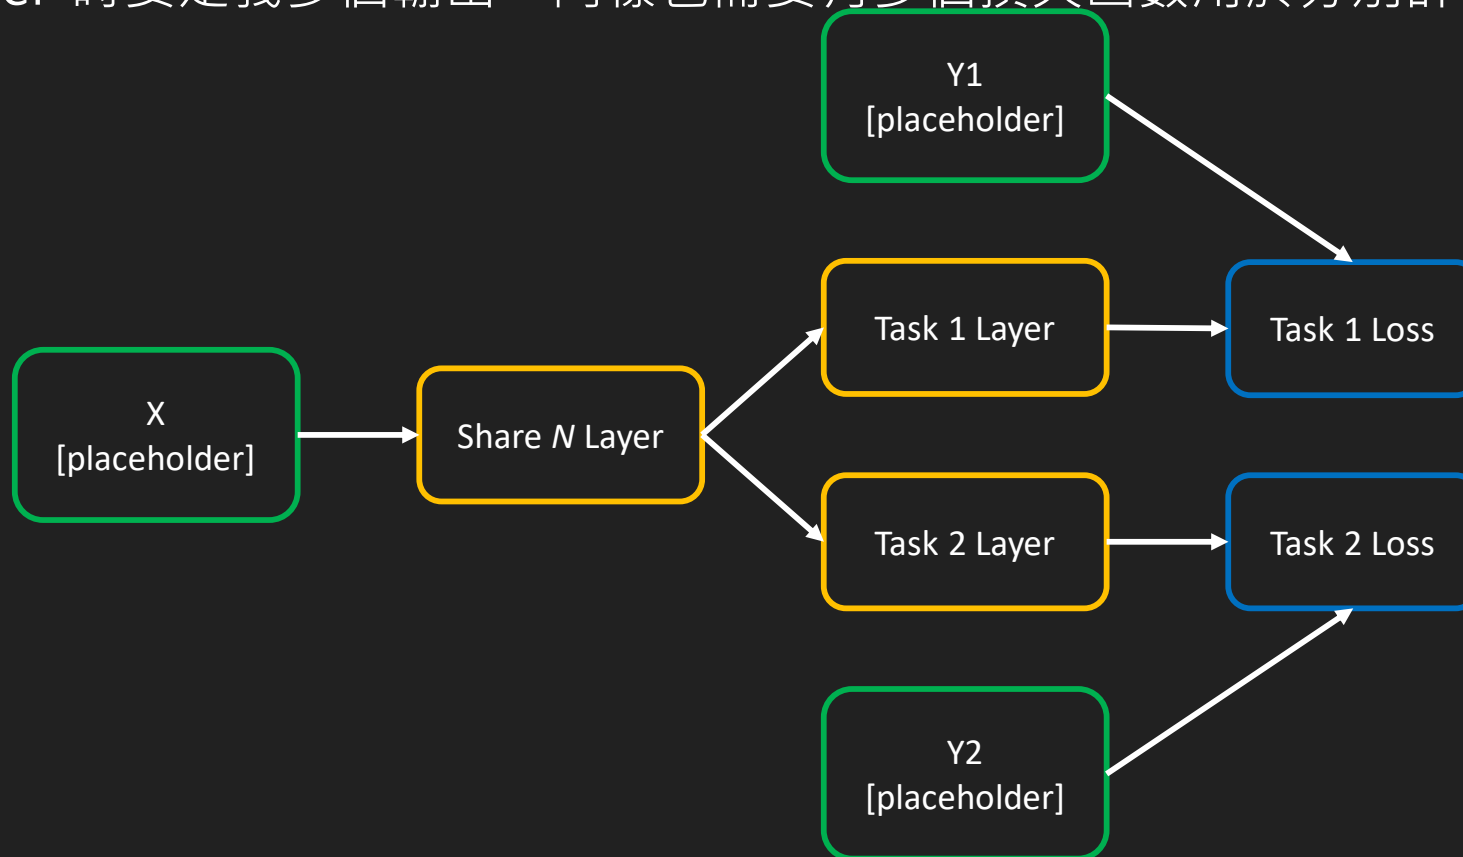 Y1
[placeholder]
Task 1 Layer
Task 1 Loss
X
[placeholder]
Share N Layer
Task 2 Layer
Task 2 Loss
Y2
[placeholder]